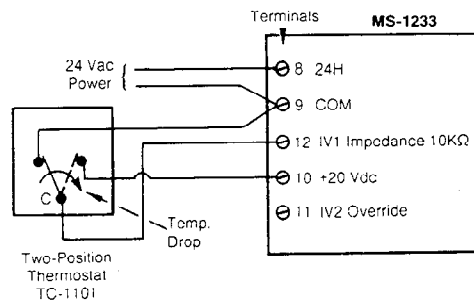 Terminals
MS-1233
24 Vac
Power
8 24H
9 COM
12 IV1 Impedance 10KΩ
10 +20 Vdc
11 IV2 Override
C
Temp.
Drop
Two-Position
Thermostat
TC-1101